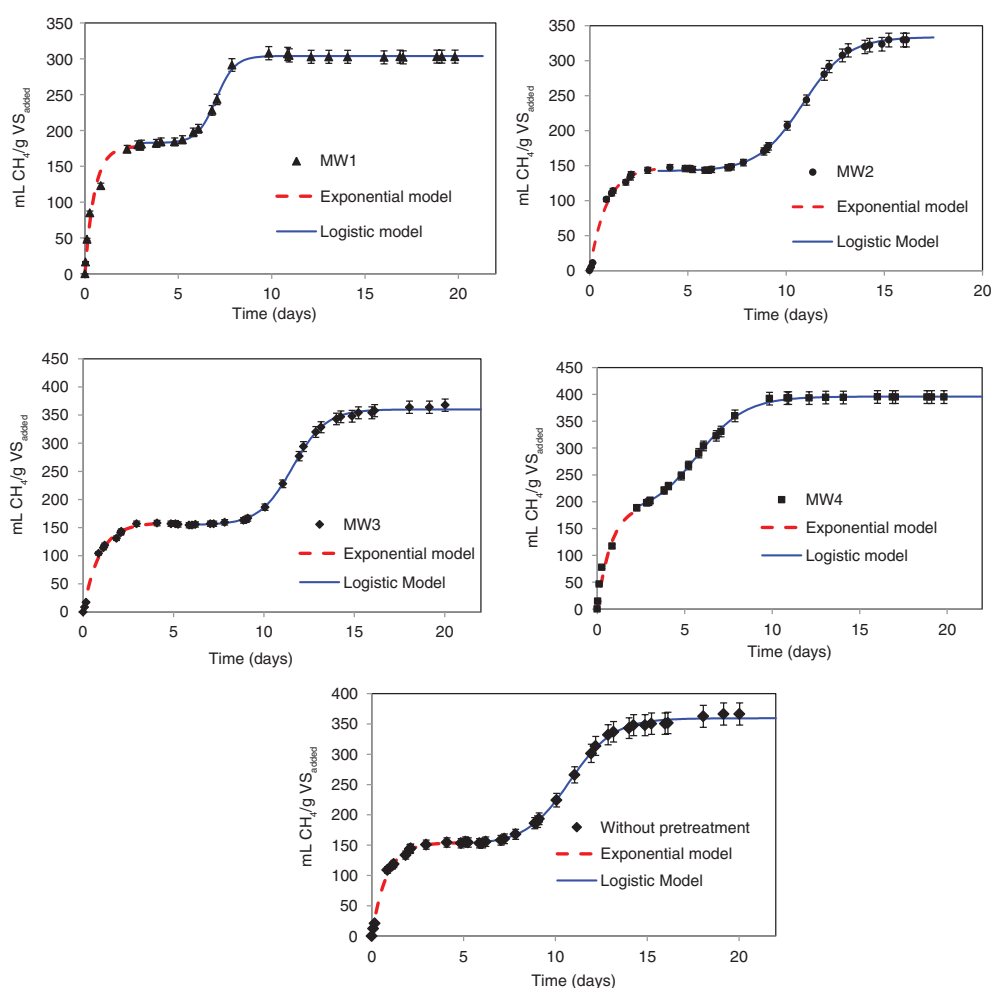 350
300
250
200
150
100
50
0
mL CH₄/g VS_added
MW1
Exponential model
Logistic model
0 5 10 15 20
Time (days)
350
300
250
200
150
100
50
0
mL CH₄/g VS_added
MW2
Exponential model
Logistic Model
0 5 10 15 20
Time (days)
450
400
350
300
250
200
150
100
50
0
mL CH₄/g VS_added
MW3
Exponential model
Logistic Model
0 5 10 15 20
Time (days)
450
400
350
300
250
200
150
100
50
0
mL CH₄/g VS_added
MW4
Exponential model
Logistic model
0 5 10 15 20
Time (days)
400
350
300
250
200
150
100
50
0
mL CH₄/g VS_added
Without pretreatment
Exponential model
Logistic Model
0 5 10 15 20
Time (days)